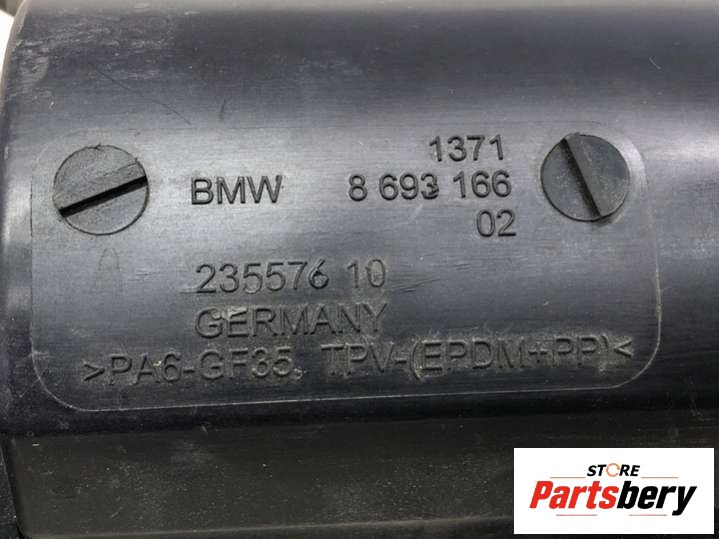 1371
BMW 8 693 166
02
235576 10
GERMANY
>PA6-GF35, TPV-(EPDM+PP)<
STORE
Partsbery